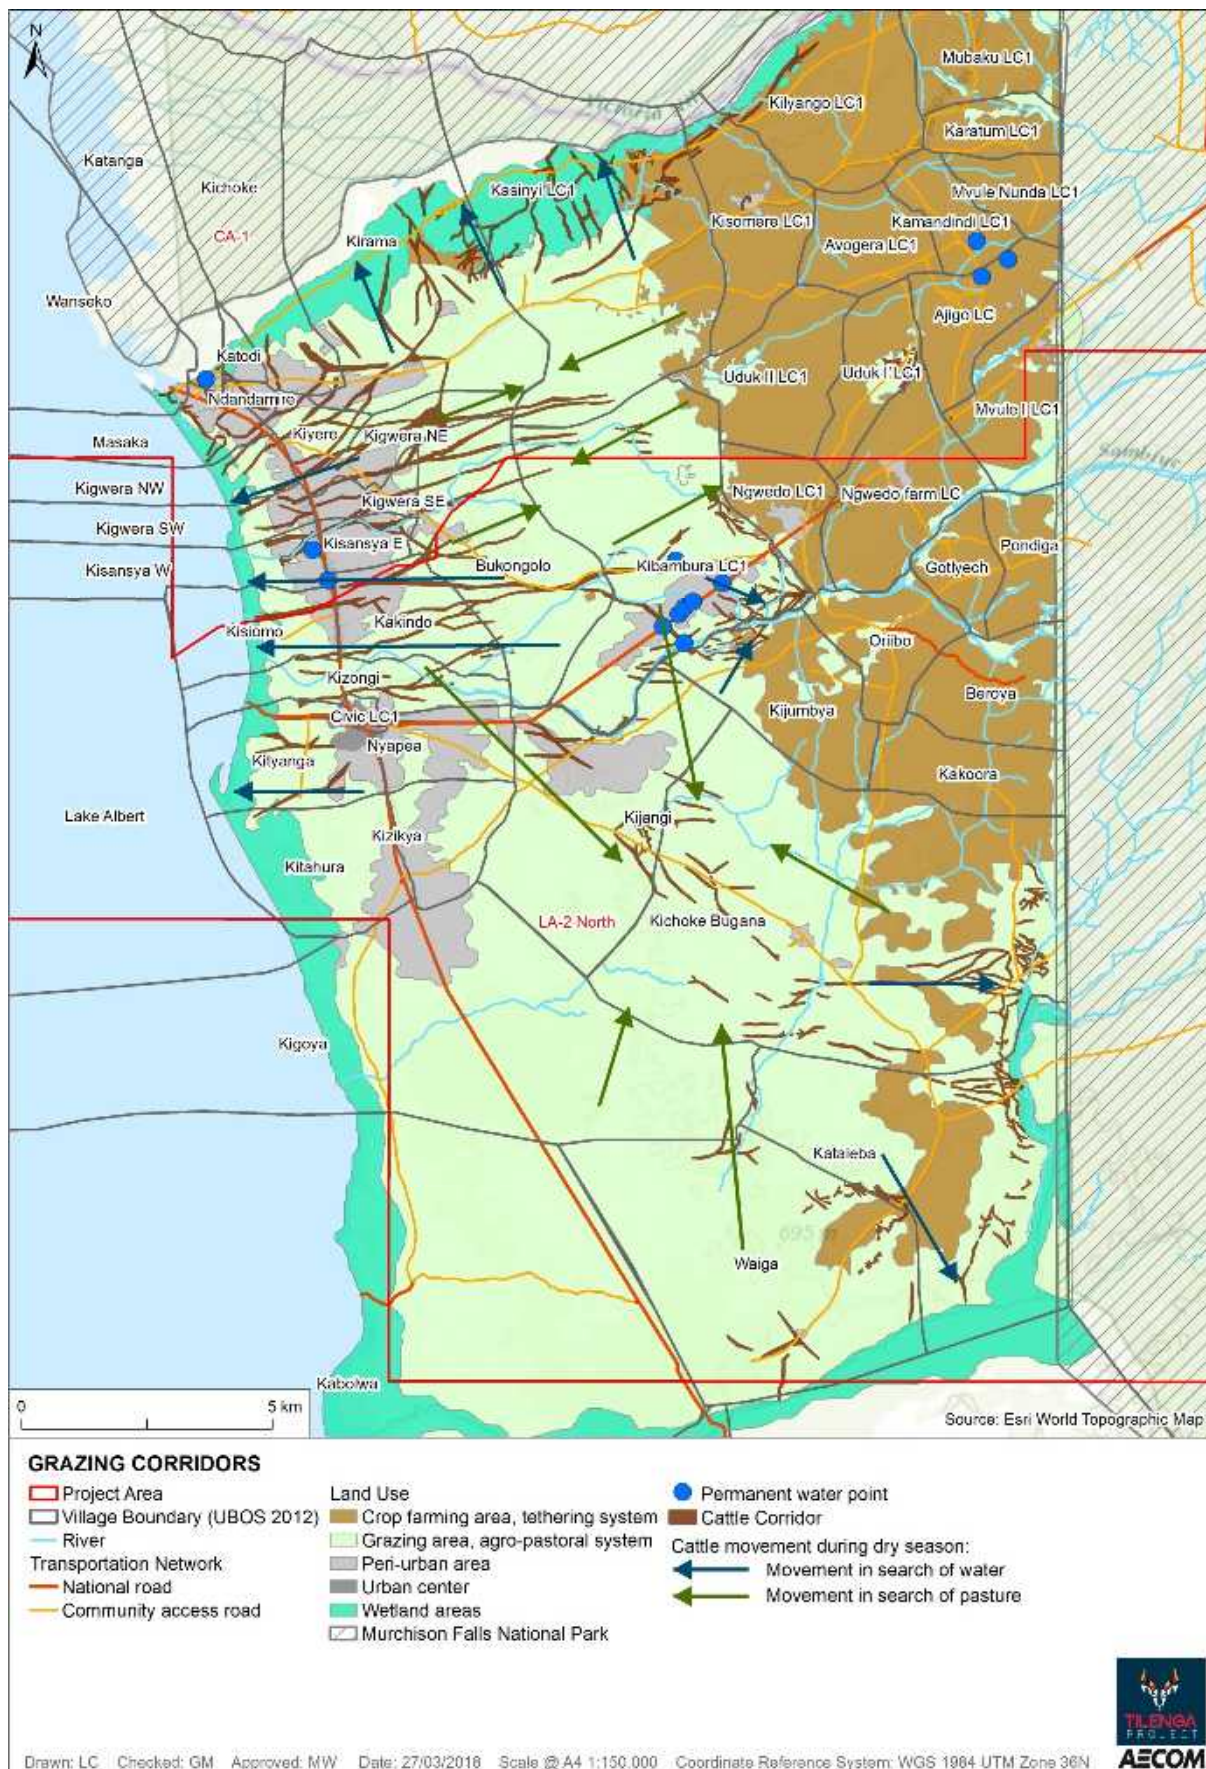 N
Mubaku LC1
Kilyango LC1
Katanga
Karatum LC1
Kichoke
Kasinyi LC1
Mvule Nunda LC1
CA-1
Kisomere LC1
Kamandindi LC1
Kirama
Avogera LC1
Wanseko
Ajigo LC
Katodi
Uduk II LC1
Uduk I LC1
Ndandamire
Mvule I LC1
Masaka
Kiyere
Kigwera NE
Kigwera NW
Kigwera SE
Ngwedo LC1
Ngwedo farm LC
Kigwera SW
Kisansya E
Pondiga
Kisansya W
Bukongolo
Kibambura LC1
Gotlyech
Kisiomo
Kakindo
Oriibo
Kizongi
Beroya
Civic LC1
Kijumbya
Nyapea
Kityanga
Kakoora
Lake Albert
Kijangi
Kizikya
Kitahura
LA-2 North
Kichoke Bugana
Kigoya
Kataleba
695 m
Waiga
Kabolwa
0
5 km
Source: Esri World Topographic Map
GRAZING CORRIDORS
Project Area
Village Boundary (UBOS 2012)
River
Transportation Network
National road
Community access road
Land Use
Crop farming area, tethering system
Grazing area, agro-pastoral system
Peri-urban area
Urban center
Wetland areas
Murchison Falls National Park
Permanent water point
Cattle Corridor
Cattle movement during dry season:
Movement in search of water
Movement in search of pasture
TILENGA
PROJECT
AECOM
Drawn: LC Checked: GM Approved: MW Date: 27/03/2018 Scale @ A4 1:150,000 Coordinate Reference System: WGS 1984 UTM Zone 36N